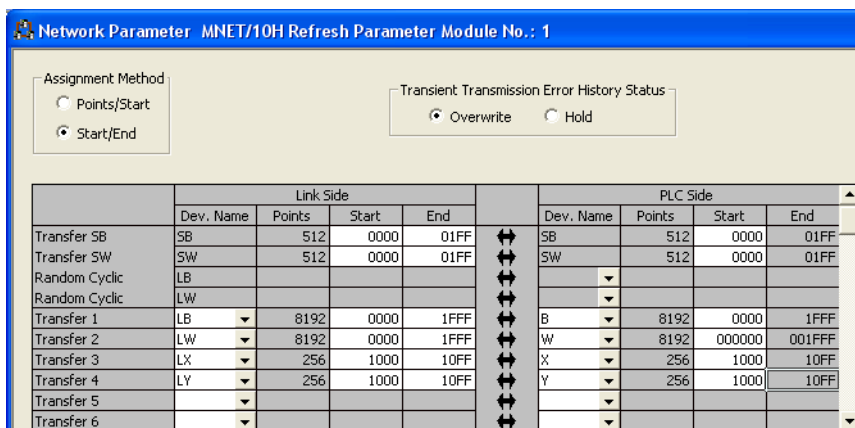 Network Parameter MNET/10H Refresh Parameter Module No.: 1
Assignment Method
Points/Start
Start/End
Transient Transmission Error History Status
Overwrite Hold
Link Side PLC Side
Dev. Name Points Start End Dev. Name Points Start End
Transfer SB SB 512 0000 01FF SB 512 0000 01FF
Transfer SW SW 512 0000 01FF SW 512 0000 01FF
Random Cyclic LB
Random Cyclic LW
Transfer 1 LB 8192 0000 1FFF B 8192 0000 1FFF
Transfer 2 LW 8192 0000 1FFF W 8192 000000 001FFF
Transfer 3 LX 256 1000 10FF X 256 1000 10FF
Transfer 4 LY 256 1000 10FF Y 256 1000 10FF
Transfer 5
Transfer 6